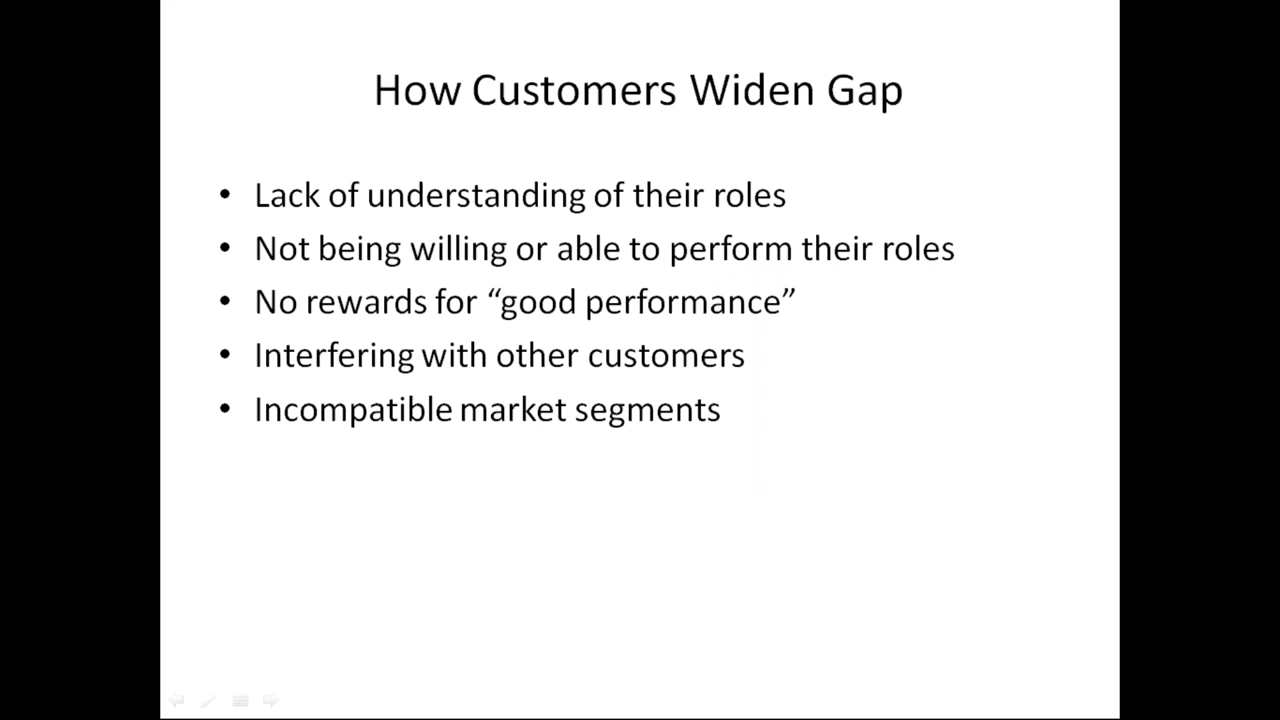 How Customers Widen Gap
• Lack of understanding of their roles
• Not being willing or able to perform their roles
• No rewards for “good performance”
• Interfering with other customers
• Incompatible market segments